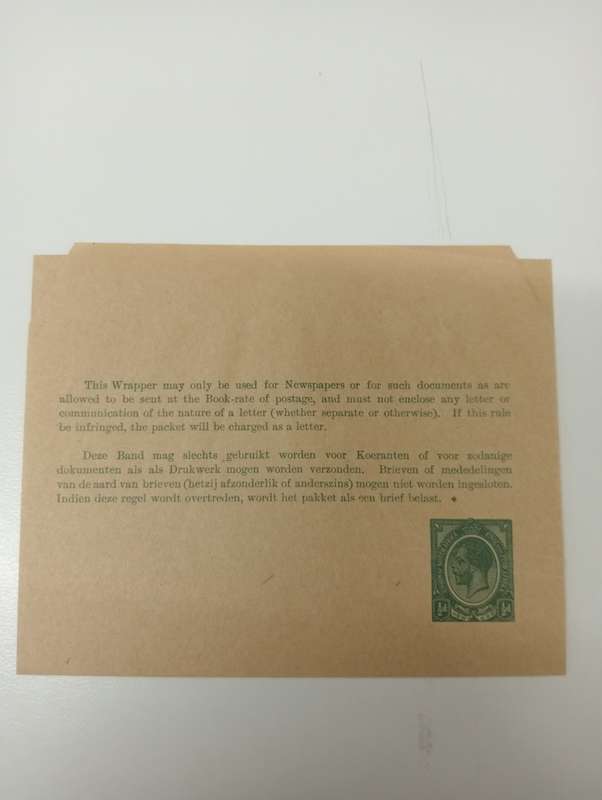 This Wrapper may only be used for Newspapers or for such documents as are
allowed to be sent at the Book-rate of postage, and must not enclose any letter or
communication of the nature of a letter (whether separate or otherwise). If this rule
be infringed, the packet will be charged as a letter.
Deze Band mag slechts gebruikt worden voor Koeranten of voor zodanige
dokumenten als als Drukwerk mogen worden verzonden. Brieven of mededelingen
van de aard van brieven (hetzij afzonderlik of anderszins) mogen niet worden ingesloten.
Indien deze regel wordt overtreden, wordt het pakket als een brief belast.
½d ½d